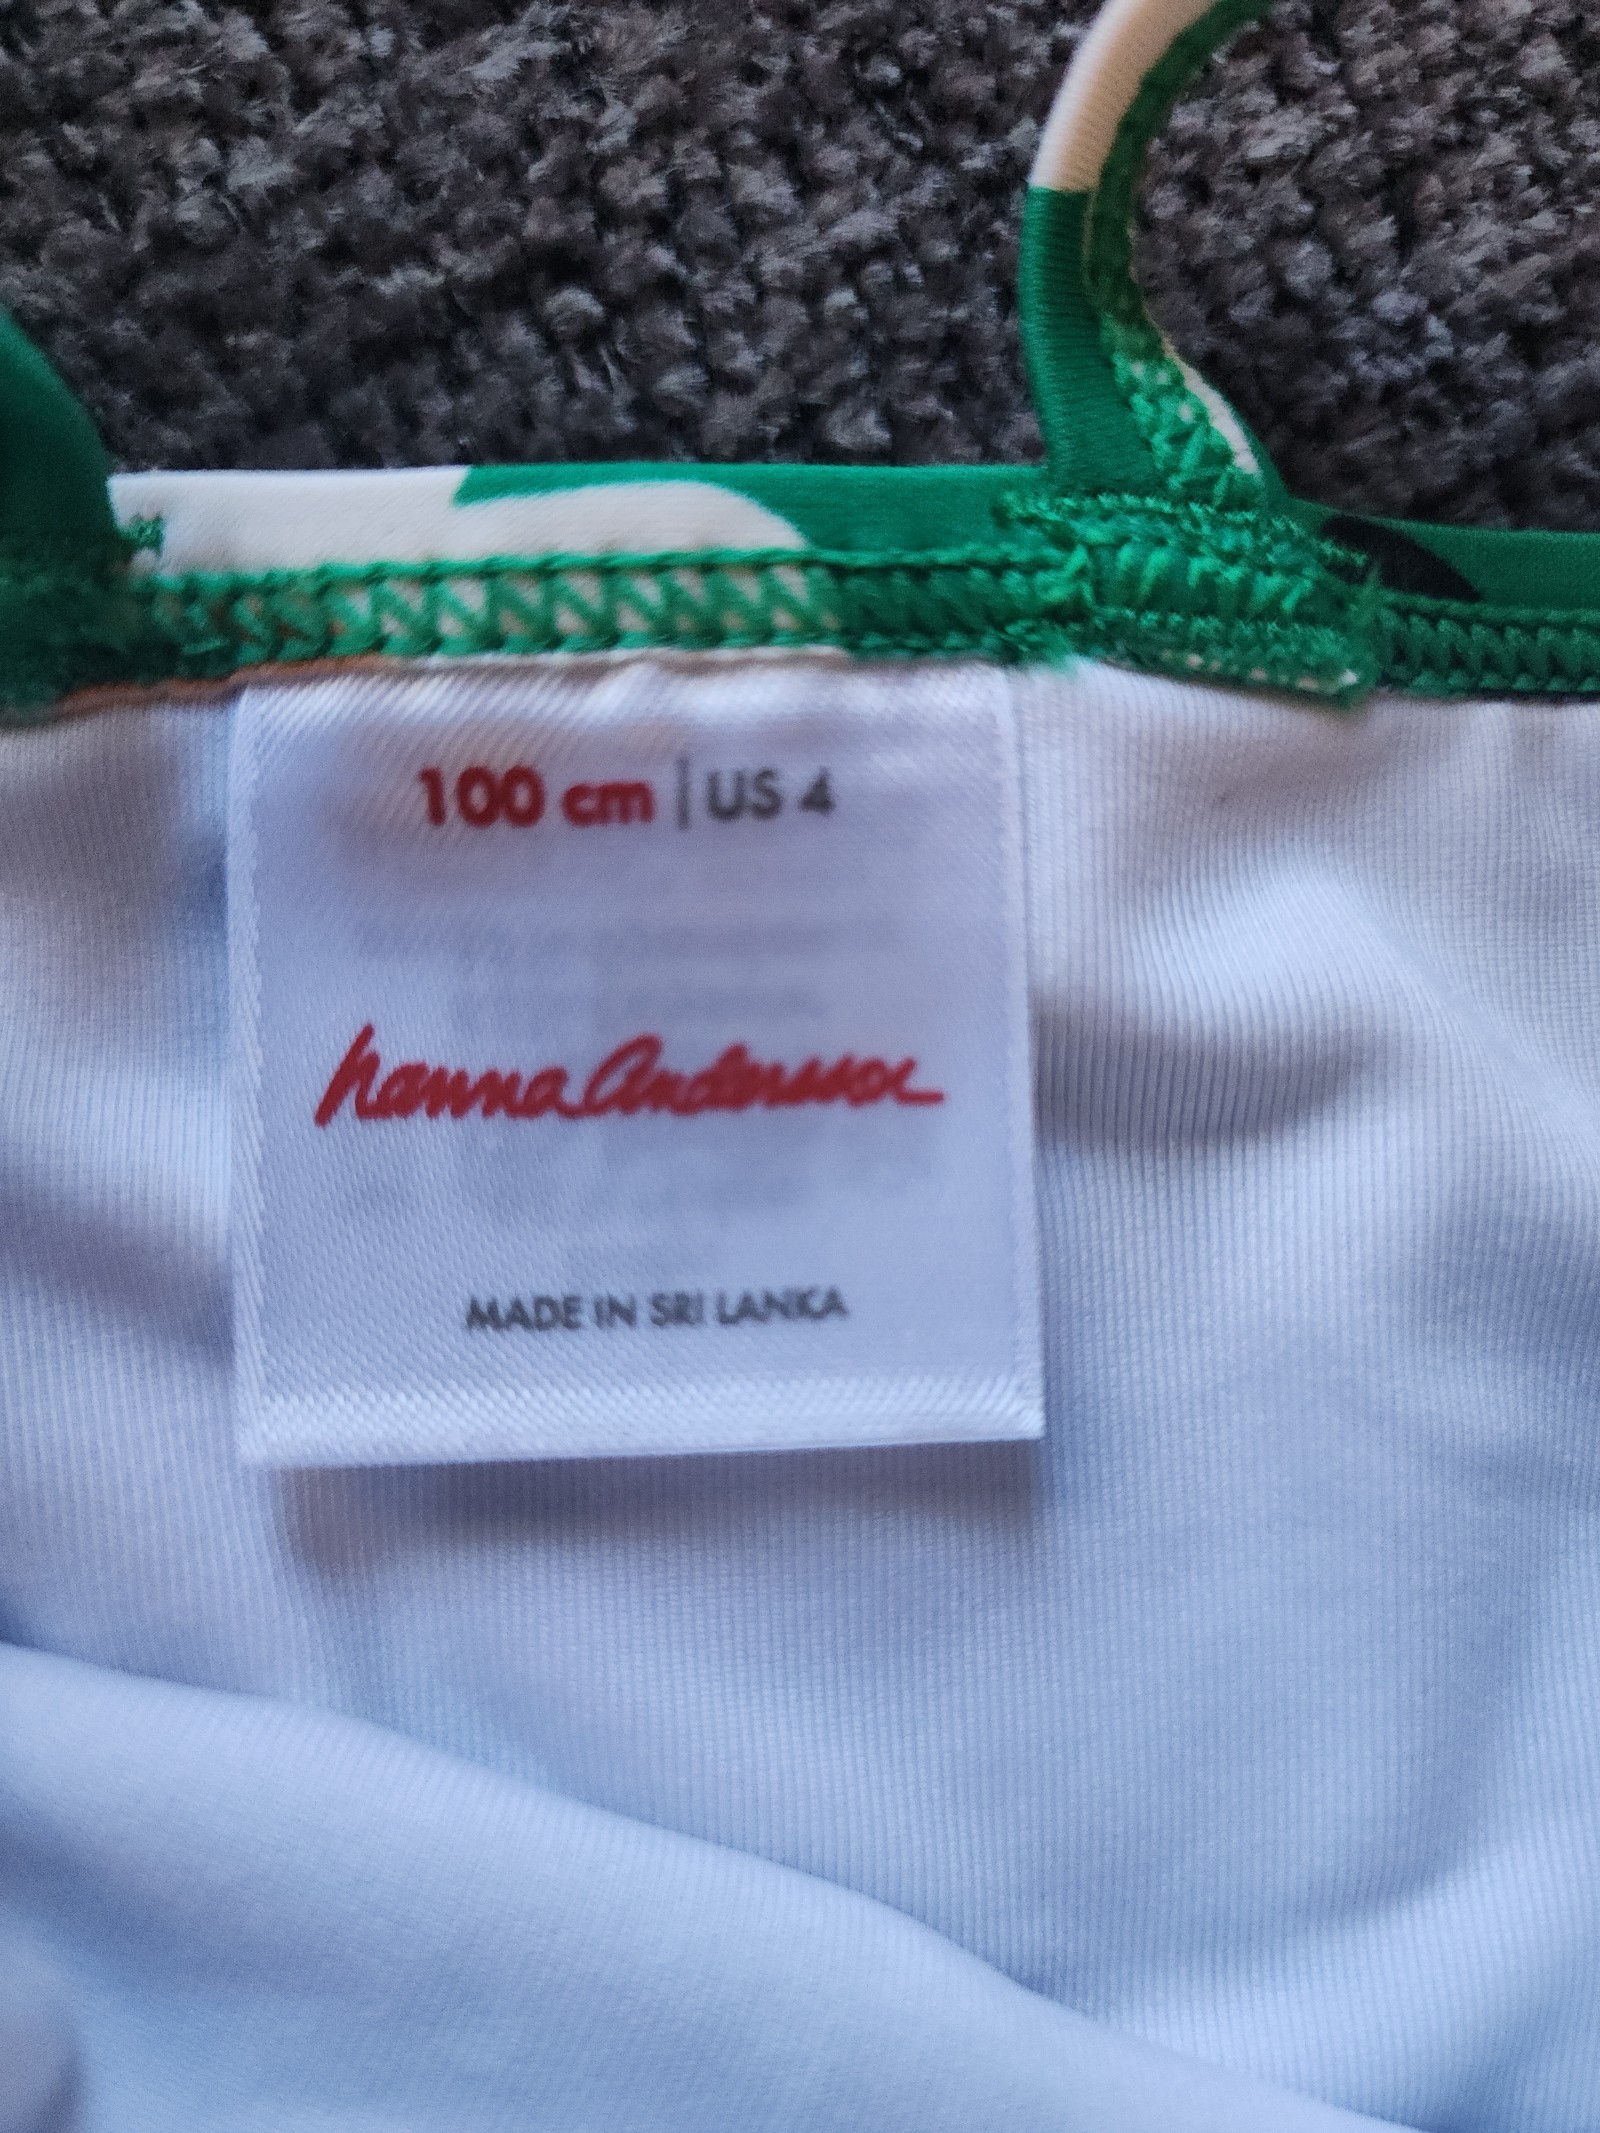 100 cm | US 4
hanna Andersson
MADE IN SRI LANKA